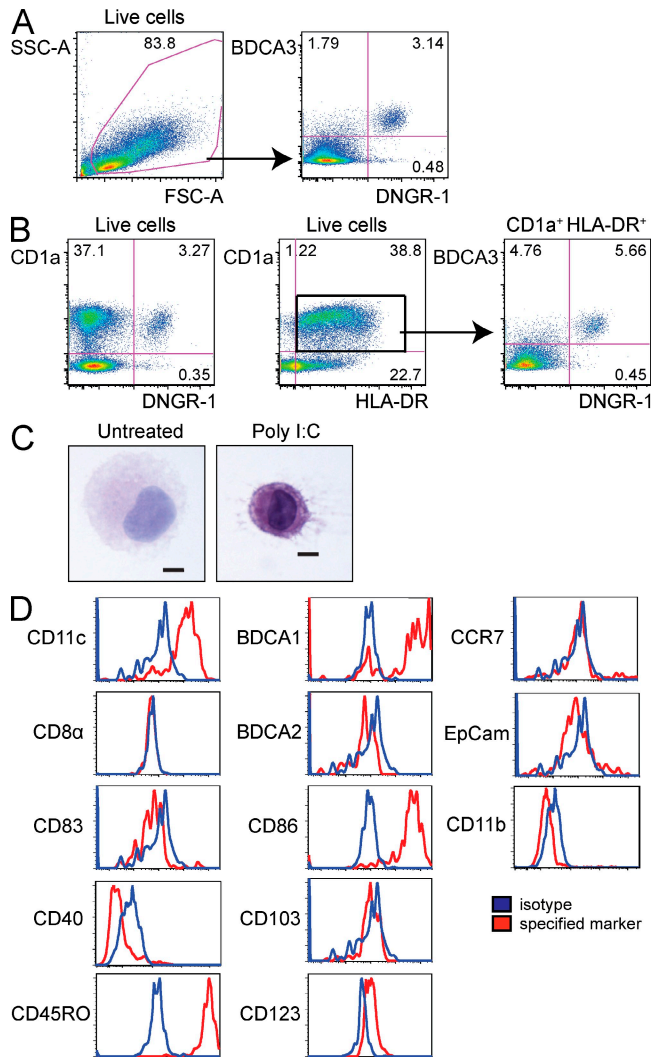 A
Live cells
SSC-A
83.8
FSC-A
BDCA3
1.79
3.14
0.48
DNGR-1
B
Live cells
CD1a
37.1
3.27
0.35
DNGR-1
Live cells
CD1a
1.22
38.8
22.7
HLA-DR
CD1a⁺ HLA-DR⁺
BDCA3
4.76
5.66
0.45
DNGR-1
C
Untreated
Poly I:C
D
CD11c
BDCA1
CCR7
CD8α
BDCA2
EpCam
CD83
CD86
CD11b
CD40
CD103
isotype
specified marker
CD45RO
CD123